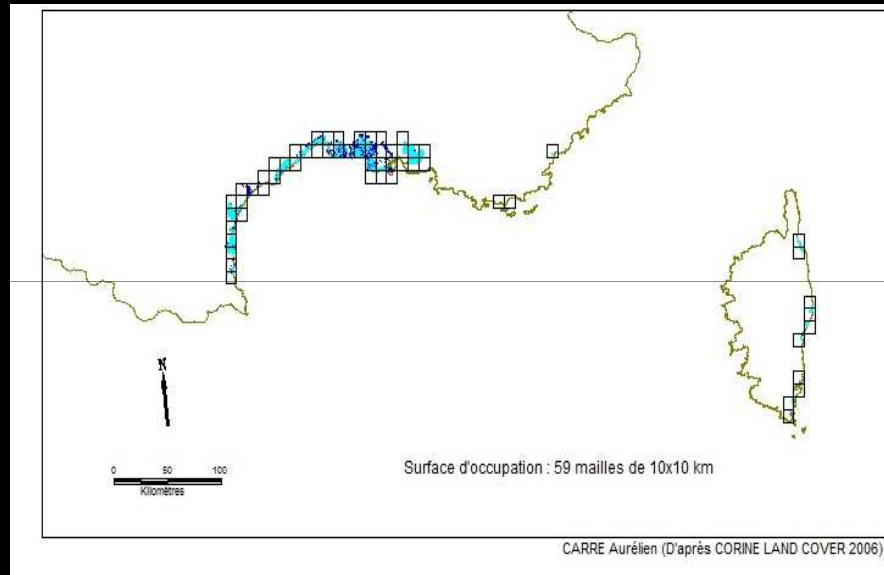 N
0 50 100
Kilomètres
Surface d'occupation : 59 mailles de 10x10 km
CARRE Aurélien (D'après CORINE LAND COVER 2006)